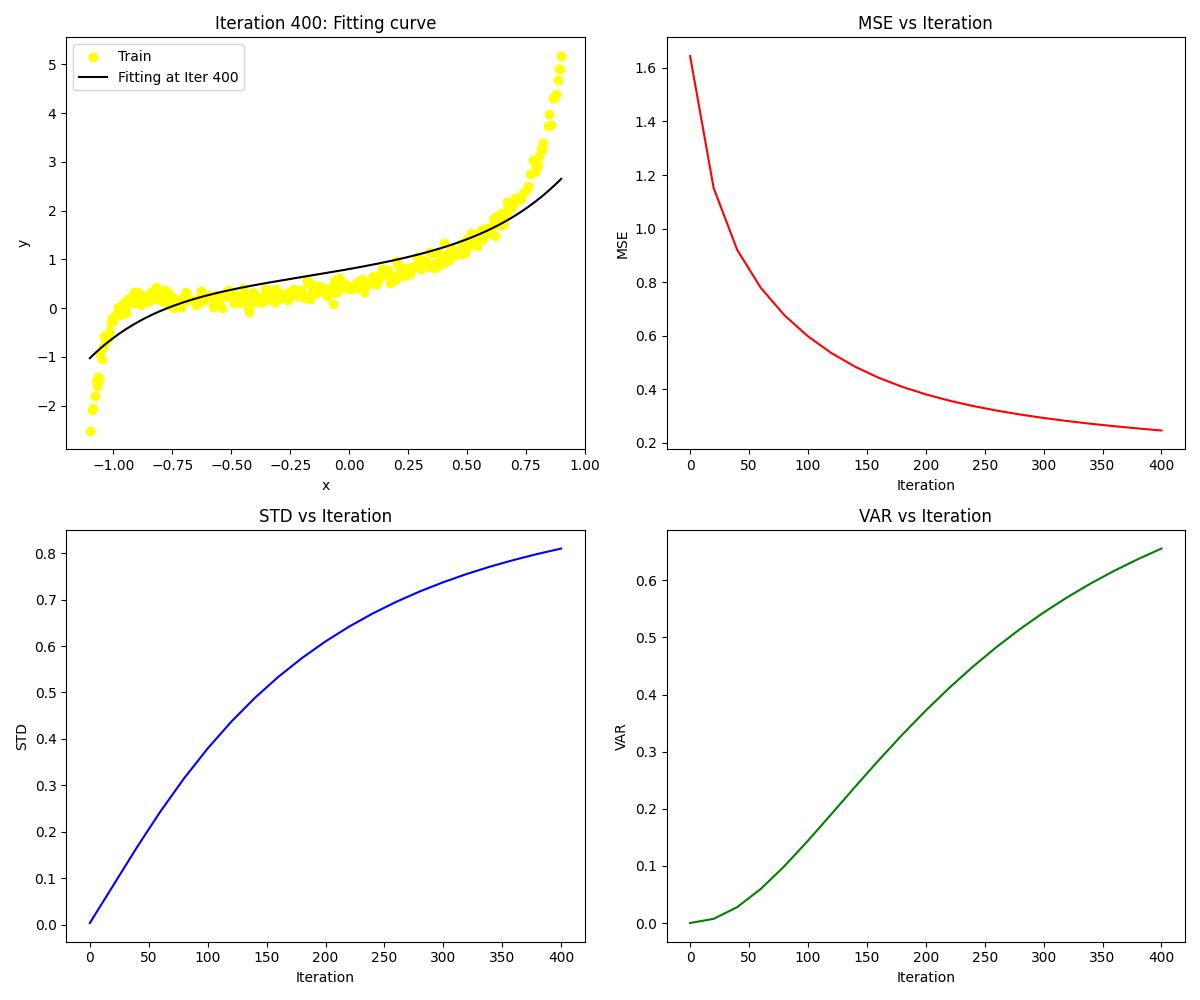 Iteration 400: Fitting curve
Train
Fitting at Iter 400
y
5
4
3
2
1
0
−1
−2
−1.00 −0.75 −0.50 −0.25 0.00 0.25 0.50 0.75 1.00
x
MSE vs Iteration
MSE
1.6
1.4
1.2
1.0
0.8
0.6
0.4
0.2
0 50 100 150 200 250 300 350 400
Iteration
STD vs Iteration
STD
0.8
0.7
0.6
0.5
0.4
0.3
0.2
0.1
0.0
0 50 100 150 200 250 300 350 400
Iteration
VAR vs Iteration
VAR
0.6
0.5
0.4
0.3
0.2
0.1
0.0
0 50 100 150 200 250 300 350 400
Iteration